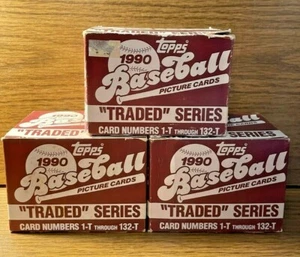 Topps
1990
Baseball
PICTURE CARDS
"TRADED" SERIES
CARD NUMBERS 1-T THROUGH 132-T
Topps
1990
Baseball
PICTURE CARDS
"TRADED" SERIES
CARD NUMBERS 1-T THROUGH 132-T
Topps
1990
Baseball
PICTURE CARDS
"TRADED" SERIES
CARD NUMBERS 1-T THROUGH 132-T